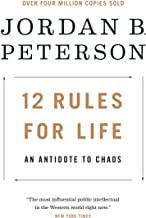 OVER FOUR MILLION COPIES SOLD
JORDAN B.
PETERSON
12 RULES
FOR LIFE
AN ANTIDOTE TO CHAOS
"The most influential public intellectual
in the Western world right now."
NEW YORK TIMES